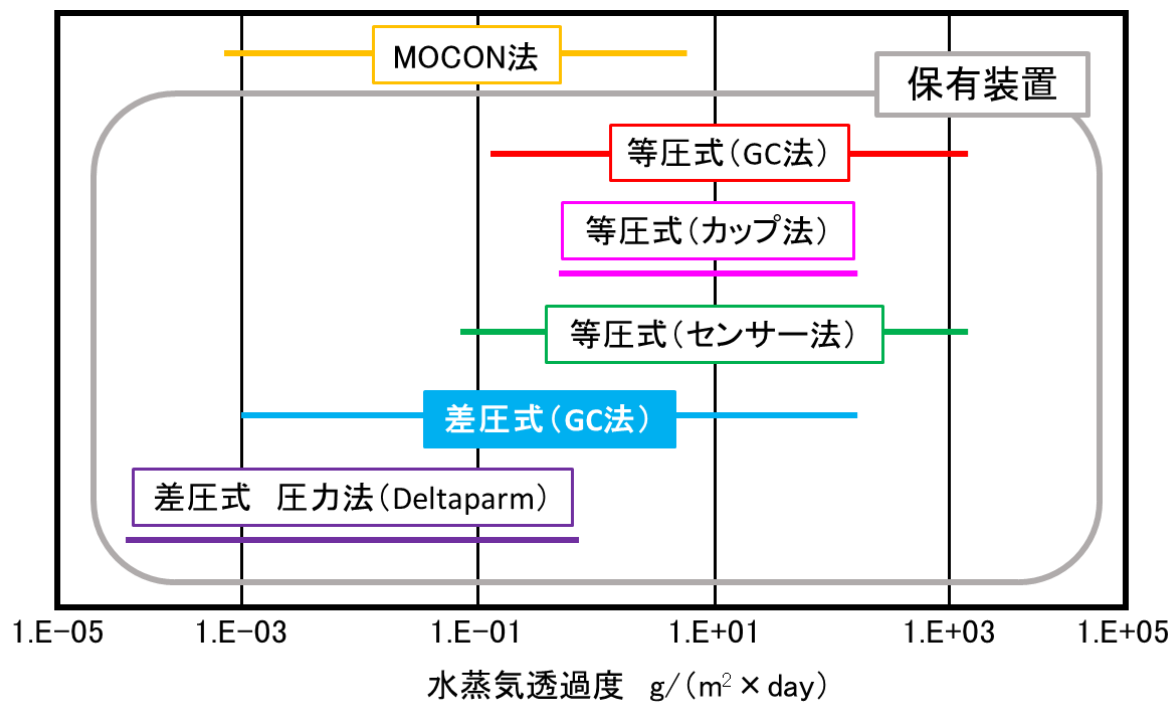 MOCON法
保有装置
等圧式（GC法）
等圧式（カップ法）
等圧式（センサー法）
差圧式（GC法）
差圧式　圧力法（Deltaparm）
1.E−05 1.E−03 1.E−01 1.E+01 1.E+03 1.E+05
水蒸気透過度　g/（m²×day）